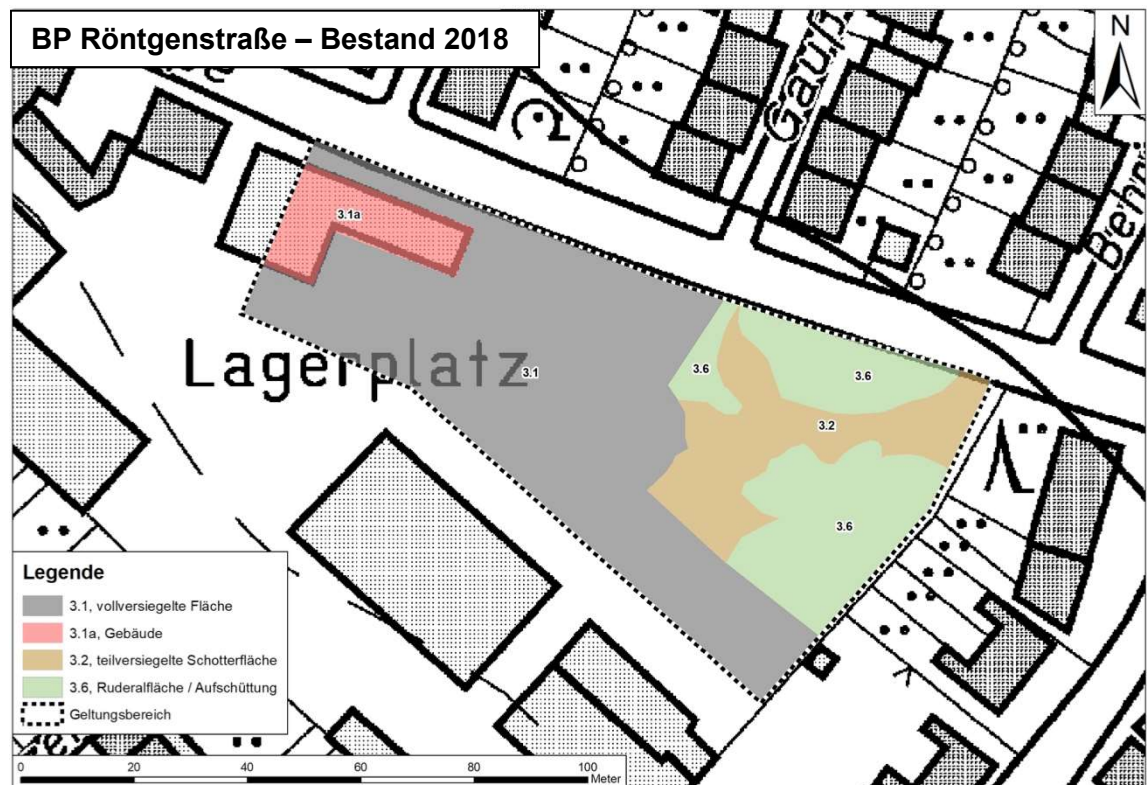 BP Röntgenstraße – Bestand 2018
N
Gauß
Behr
3.1a
Lagerplatz
3.1
3.6
3.6
3.2
3.6
Legende
3.1, vollversiegelte Fläche
3.1a, Gebäude
3.2, teilversiegelte Schotterfläche
3.6, Ruderalfläche / Aufschüttung
Geltungsbereich
0 20 40 60 80 100
Meter